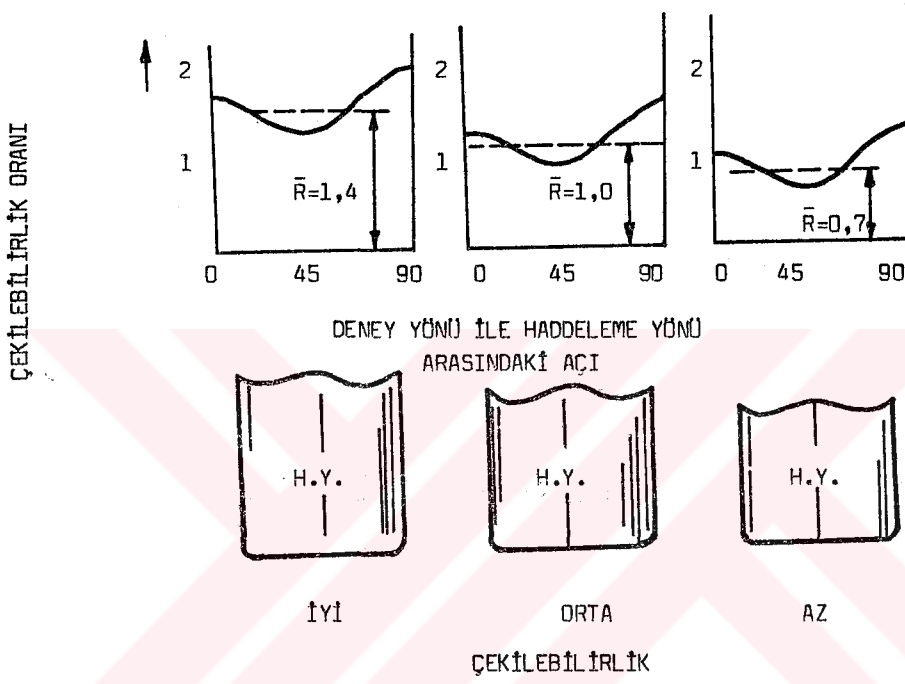 ÇEKİLEBİLİRLİK ORANI
2
1
R̄=1,4
0 45 90
2
1
R̄=1,0
0 45 90
2
1
R̄=0,7
0 45 90
DENEY YÖNÜ İLE HADDELEME YÖNÜ
ARASINDAKİ AÇI
H.Y.
H.Y.
H.Y.
İYİ
ORTA
AZ
ÇEKİLEBİLİRLİK